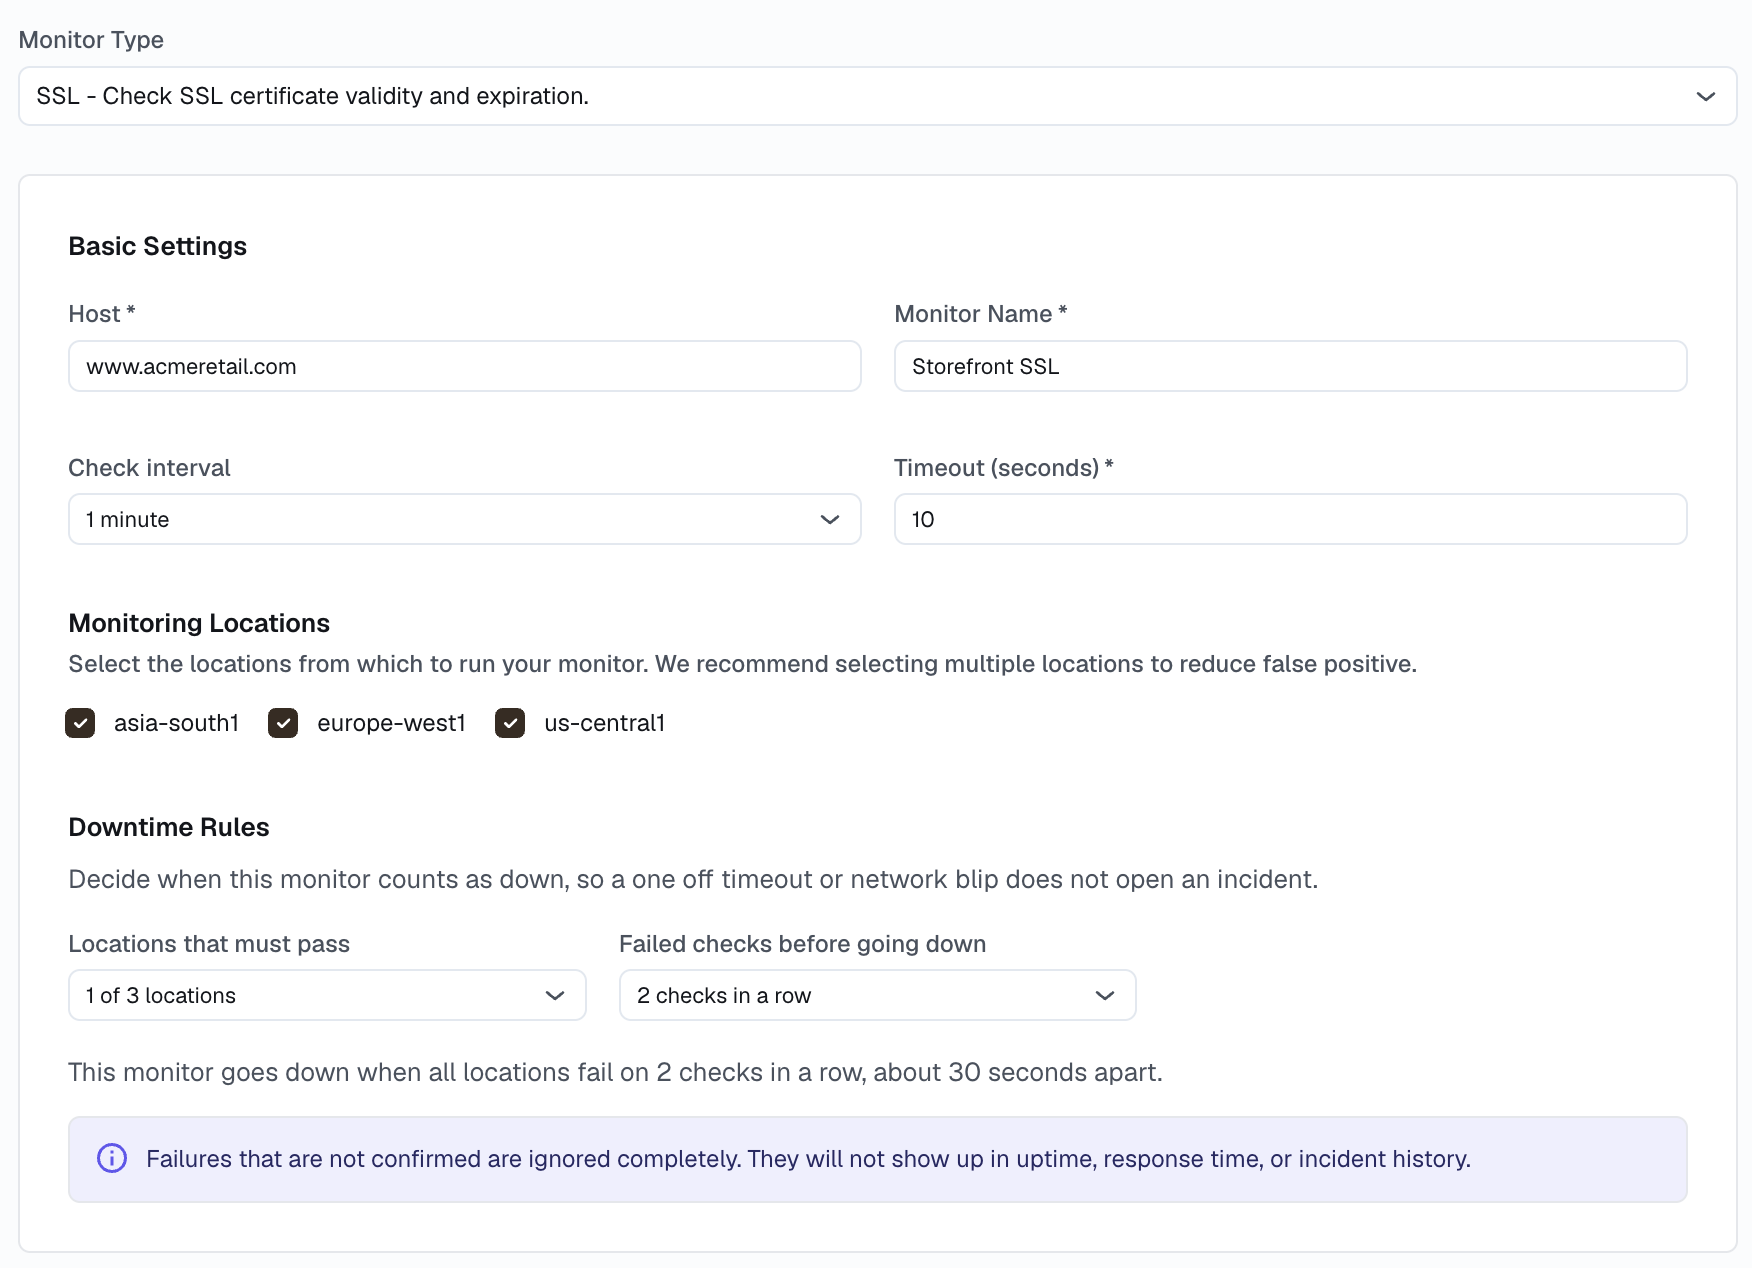 Monitor Type
SSL - Check SSL certificate validity and expiration.
Basic Settings
Host *
Monitor Name *
www.acmeretail.com
Storefront SSL
Check interval
Timeout (seconds) *
1 minute
10
Monitoring Locations
Select the locations from which to run your monitor. We recommend selecting multiple locations to reduce false positive.
asia-south1 europe-west1 us-central1
Downtime Rules
Decide when this monitor counts as down, so a one off timeout or network blip does not open an incident.
Locations that must pass
Failed checks before going down
1 of 3 locations
2 checks in a row
This monitor goes down when all locations fail on 2 checks in a row, about 30 seconds apart.
Failures that are not confirmed are ignored completely. They will not show up in uptime, response time, or incident history.